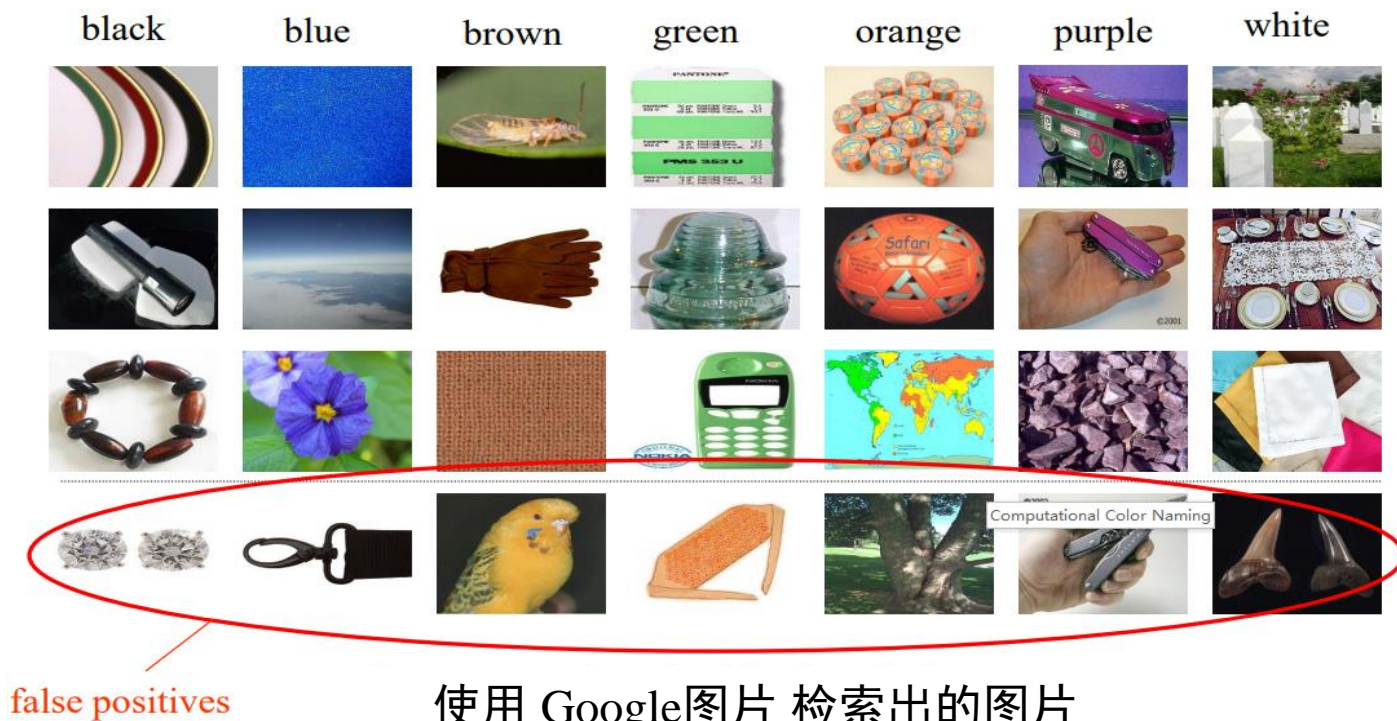 black blue brown green orange purple white
PANTONE
PMS 353 U
Safari
©2001
NOKIA
NOKIA
Computational Color Naming
false positives
使用 Google图片 检索出的图片